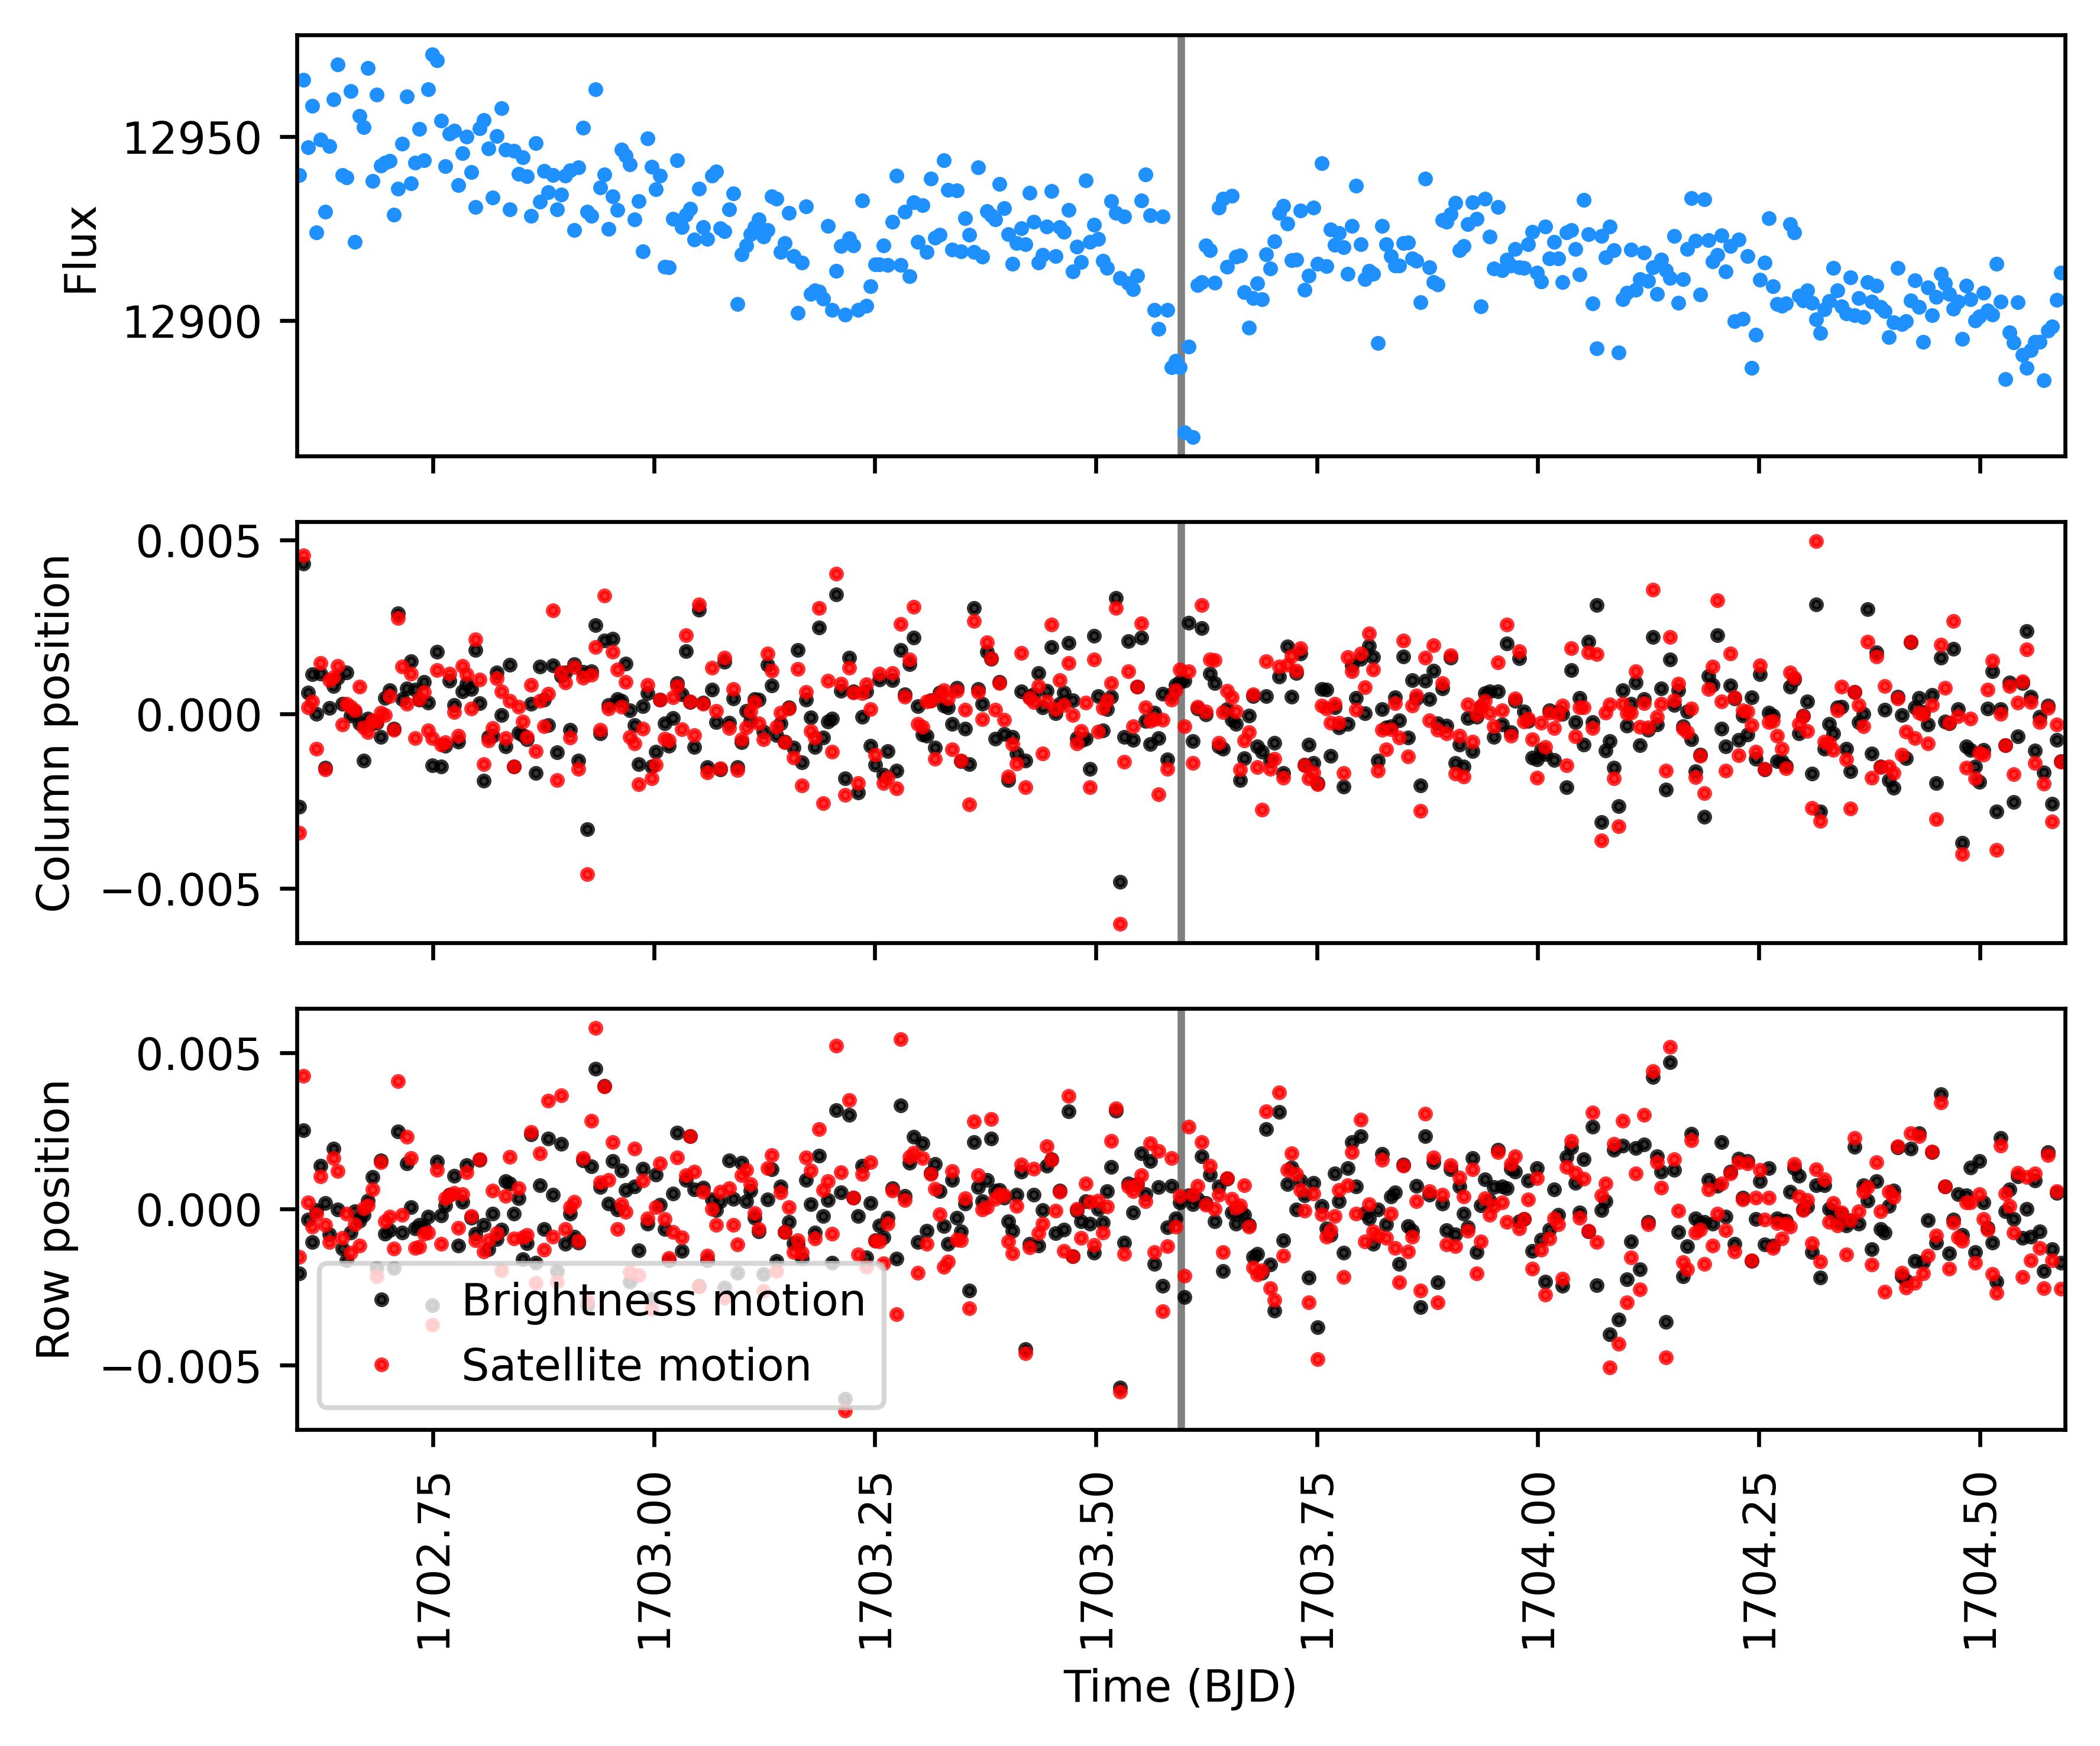 Flux
12950
12900
Column position
0.005
0.000
−0.005
Row position
0.005
0.000
−0.005
Brightness motion
Satellite motion
1702.75
1703.00
1703.25
1703.50
1703.75
1704.00
1704.25
1704.50
Time (BJD)